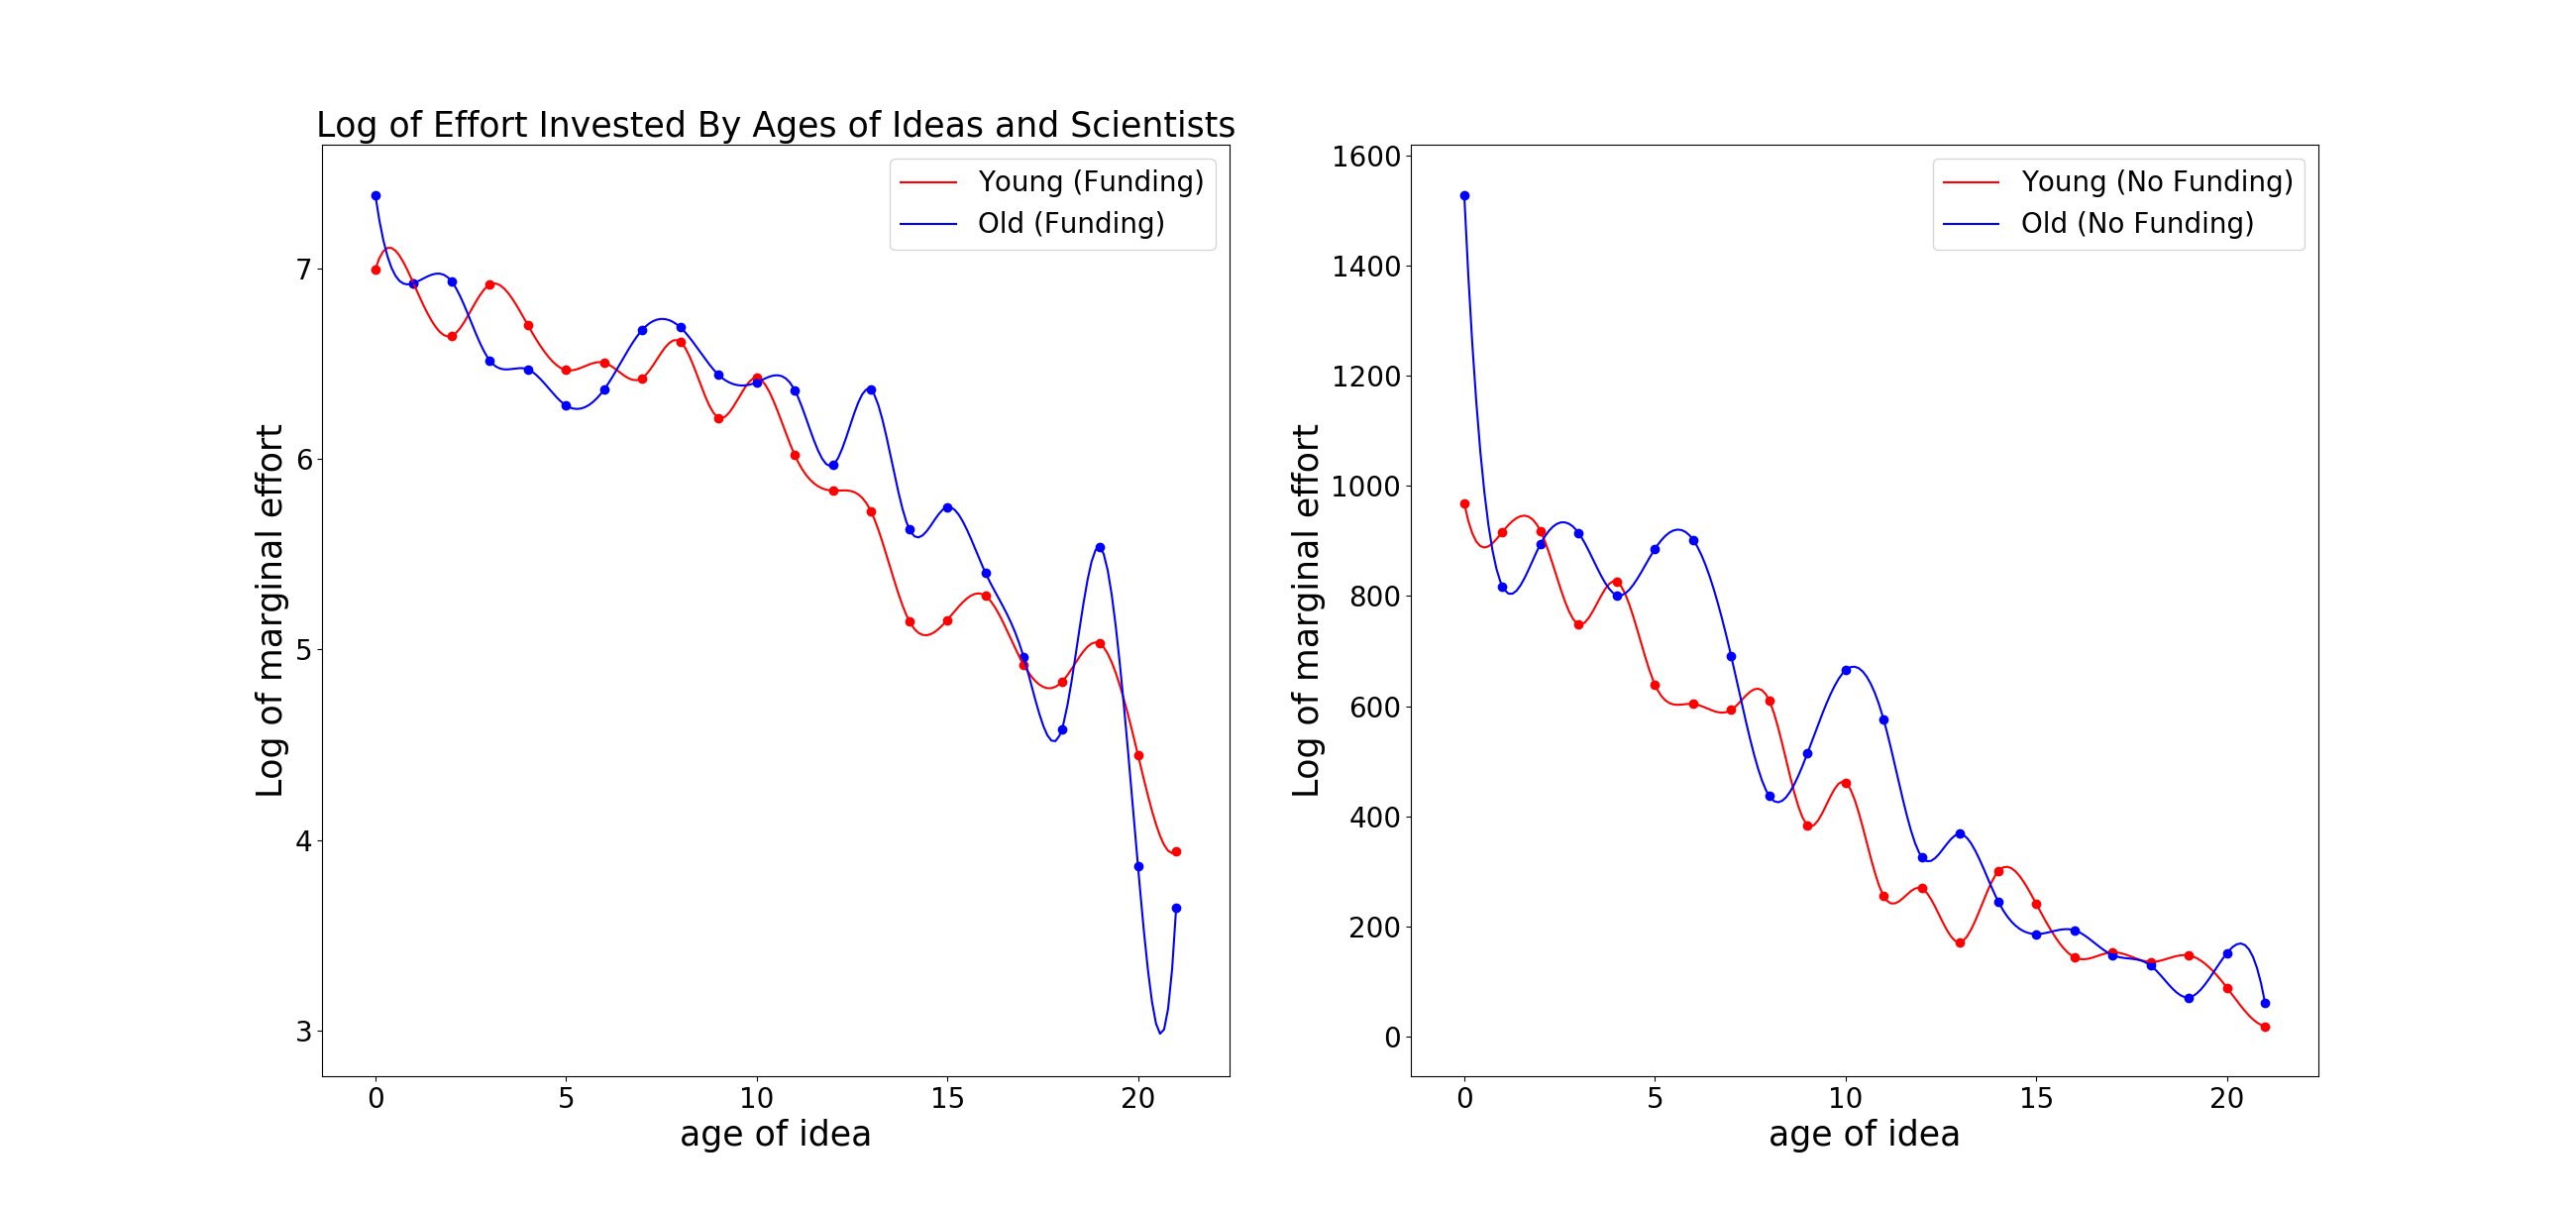 Log of Effort Invested By Ages of Ideas and Scientists
Young (Funding)
Old (Funding)
Log of marginal effort
7
6
5
4
3
0 5 10 15 20
age of idea
Young (No Funding)
Old (No Funding)
Log of marginal effort
1600
1400
1200
1000
800
600
400
200
0
0 5 10 15 20
age of idea